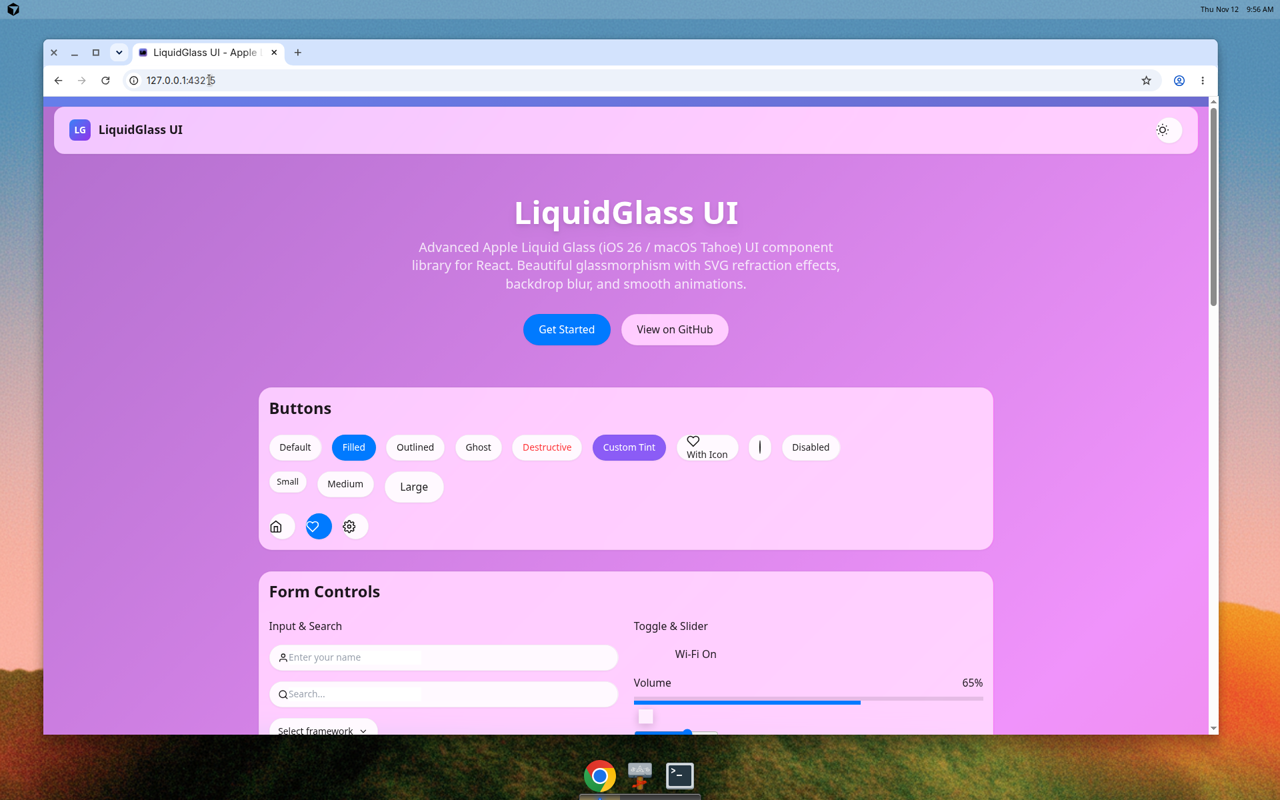 Thu Nov 12 9:56 AM
LiquidGlass UI - Apple
127.0.0.1:43215
LG LiquidGlass UI
LiquidGlass UI
Advanced Apple Liquid Glass (iOS 26 / macOS Tahoe) UI component
library for React. Beautiful glassmorphism with SVG refraction effects,
backdrop blur, and smooth animations.
Get Started View on GitHub
Buttons
Default Filled Outlined Ghost Destructive Custom Tint With Icon Disabled
Small Medium Large
Form Controls
Input & Search
Enter your name
Search...
Select framework
Toggle & Slider
Wi-Fi On
Volume 65%